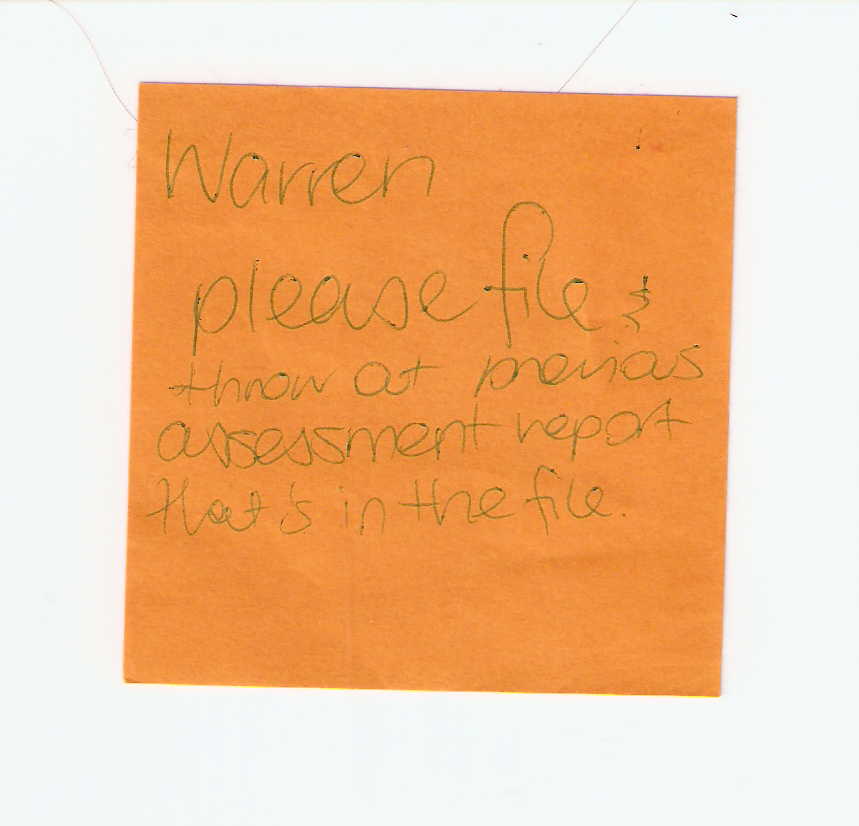 Warren
please file &
throw out previous
assessment report
that's in the file.